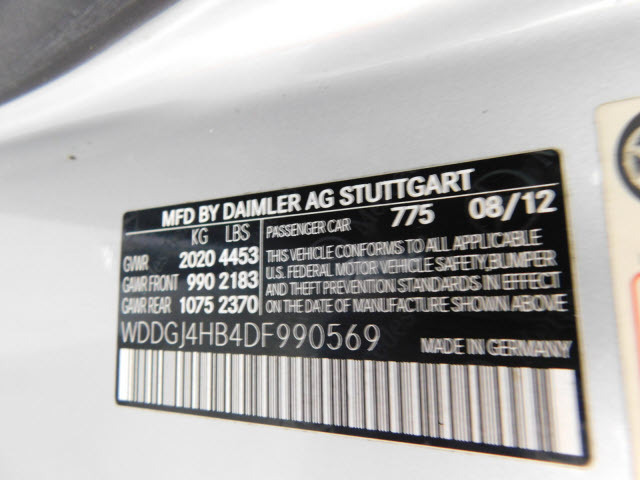 MFD BY DAIMLER AG STUTTGART
KG LBS
GVWR 2020 4453
GAWR FRONT 990 2183
GAWR REAR 1075 2370
PASSENGER CAR 775 08/12
THIS VEHICLE CONFORMS TO ALL APPLICABLE
U.S. FEDERAL MOTOR VEHICLE SAFETY, BUMPER
AND THEFT PREVENTION STANDARDS IN EFFECT
ON THE DATE OF MANUFACTURE SHOWN ABOVE.
WDDGJ4HB4DF990569
MADE IN GERMANY